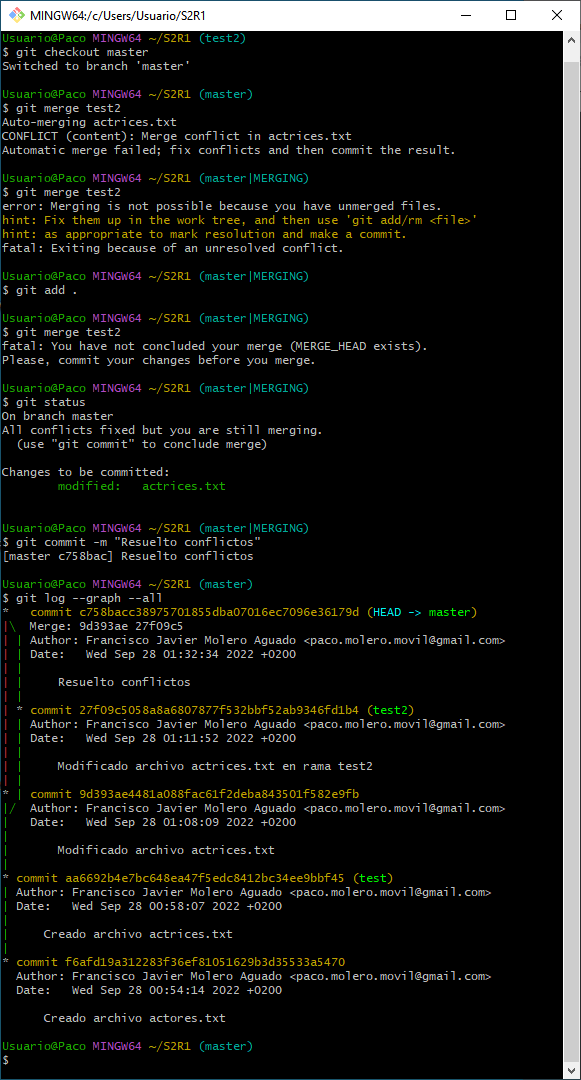 MINGW64:/c/Users/Usuario/S2R1
Usuario@Paco MINGW64 ~/S2R1 (test2)
$ git checkout master
Switched to branch 'master'
Usuario@Paco MINGW64 ~/S2R1 (master)
$ git merge test2
Auto-merging actrices.txt
CONFLICT (content): Merge conflict in actrices.txt
Automatic merge failed; fix conflicts and then commit the result.
Usuario@Paco MINGW64 ~/S2R1 (master|MERGING)
$ git merge test2
error: Merging is not possible because you have unmerged files.
hint: Fix them up in the work tree, and then use 'git add/rm <file>'
hint: as appropriate to mark resolution and make a commit.
fatal: Exiting because of an unresolved conflict.
Usuario@Paco MINGW64 ~/S2R1 (master|MERGING)
$ git add .
Usuario@Paco MINGW64 ~/S2R1 (master|MERGING)
$ git merge test2
fatal: You have not concluded your merge (MERGE_HEAD exists).
Please, commit your changes before you merge.
Usuario@Paco MINGW64 ~/S2R1 (master|MERGING)
$ git status
On branch master
All conflicts fixed but you are still merging.
  (use "git commit" to conclude merge)
Changes to be committed:
        modified:   actrices.txt
Usuario@Paco MINGW64 ~/S2R1 (master|MERGING)
$ git commit -m "Resuelto conflictos"
[master c758bac] Resuelto conflictos
Usuario@Paco MINGW64 ~/S2R1 (master)
$ git log --graph --all
*   commit c758bacc38975701855dba07016ec7096e36179d (HEAD -> master)
|\  Merge: 9d393ae 27f09c5
| | Author: Francisco Javier Molero Aguado <paco.molero.movil@gmail.com>
| | Date:   Wed Sep 28 01:32:34 2022 +0200
| |
| |     Resuelto conflictos
| |
| * commit 27f09c5058a8a6807877f532bbf52ab9346fd1b4 (test2)
| | Author: Francisco Javier Molero Aguado <paco.molero.movil@gmail.com>
| | Date:   Wed Sep 28 01:11:52 2022 +0200
| |
| |     Modificado archivo actrices.txt en rama test2
| |
* | commit 9d393ae4481a088fac61f2deba843501f582e9fb
|/  Author: Francisco Javier Molero Aguado <paco.molero.movil@gmail.com>
|   Date:   Wed Sep 28 01:08:09 2022 +0200
|
|       Modificado archivo actrices.txt
|
* commit aa6692b4e7bc648ea47f5edc8412bc34ee9bbf45 (test)
| Author: Francisco Javier Molero Aguado <paco.molero.movil@gmail.com>
| Date:   Wed Sep 28 00:58:07 2022 +0200
|
|     Creado archivo actrices.txt
|
* commit f6afd19a312283f36ef81051629b3d35533a5470
  Author: Francisco Javier Molero Aguado <paco.molero.movil@gmail.com>
  Date:   Wed Sep 28 00:54:14 2022 +0200
      Creado archivo actores.txt
Usuario@Paco MINGW64 ~/S2R1 (master)
$